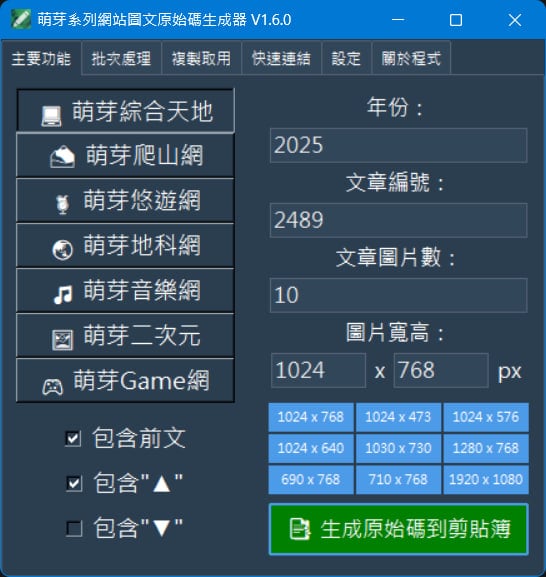 萌芽系列網站圖文原始碼生成器 V1.6.0
主要功能 批次處理 複製取用 快速連結 設定 關於程式
萌芽綜合天地
萌芽爬山網
萌芽悠遊網
萌芽地科網
萌芽音樂網
萌芽二次元
萌芽Game網
包含前文
包含"▲"
包含"▼"
年份：
2025
文章編號：
2489
文章圖片數：
10
圖片寬高：
1024 x 768 px
1024 x 768 1024 x 473 1024 x 576
1024 x 640 1030 x 730 1280 x 768
690 x 768 710 x 768 1920 x 1080
生成原始碼到剪貼簿